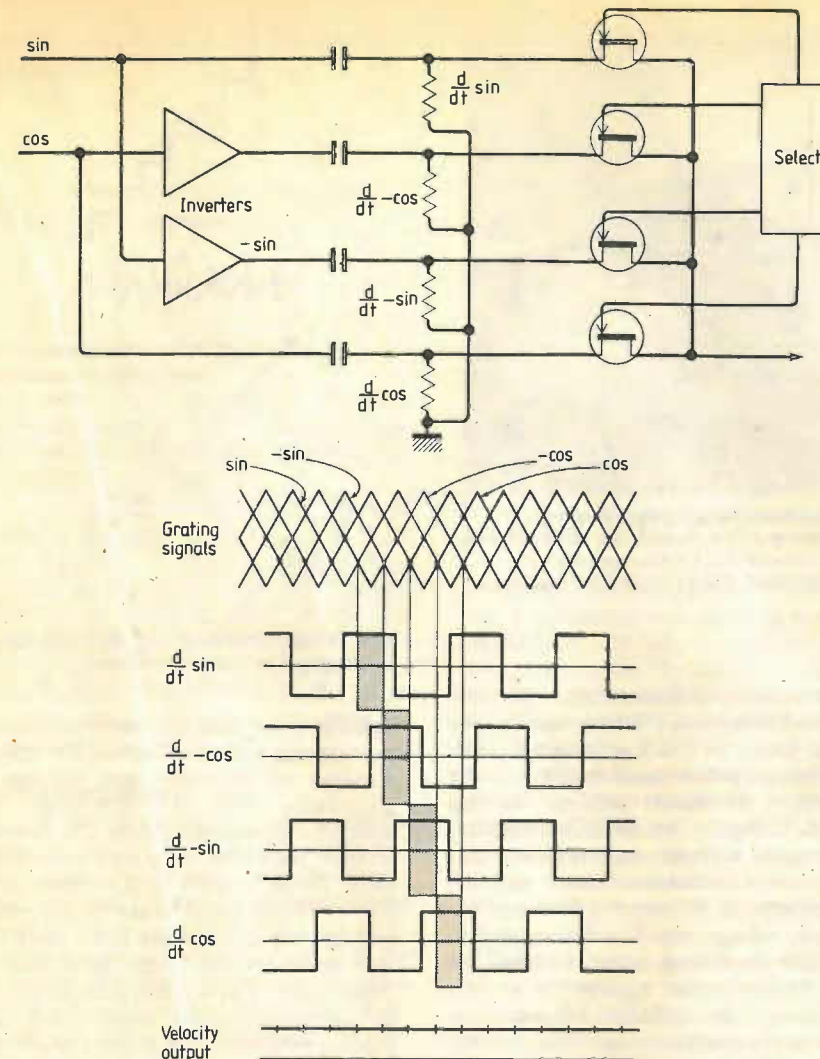 sin
d/dt sin
cos
Select
Inverters
d/dt -cos
-sin
d/dt -sin
d/dt cos
sin
-sin
-cos
cos
Grating
signals
d/dt sin
d/dt -cos
d/dt -sin
d/dt cos
Velocity
output